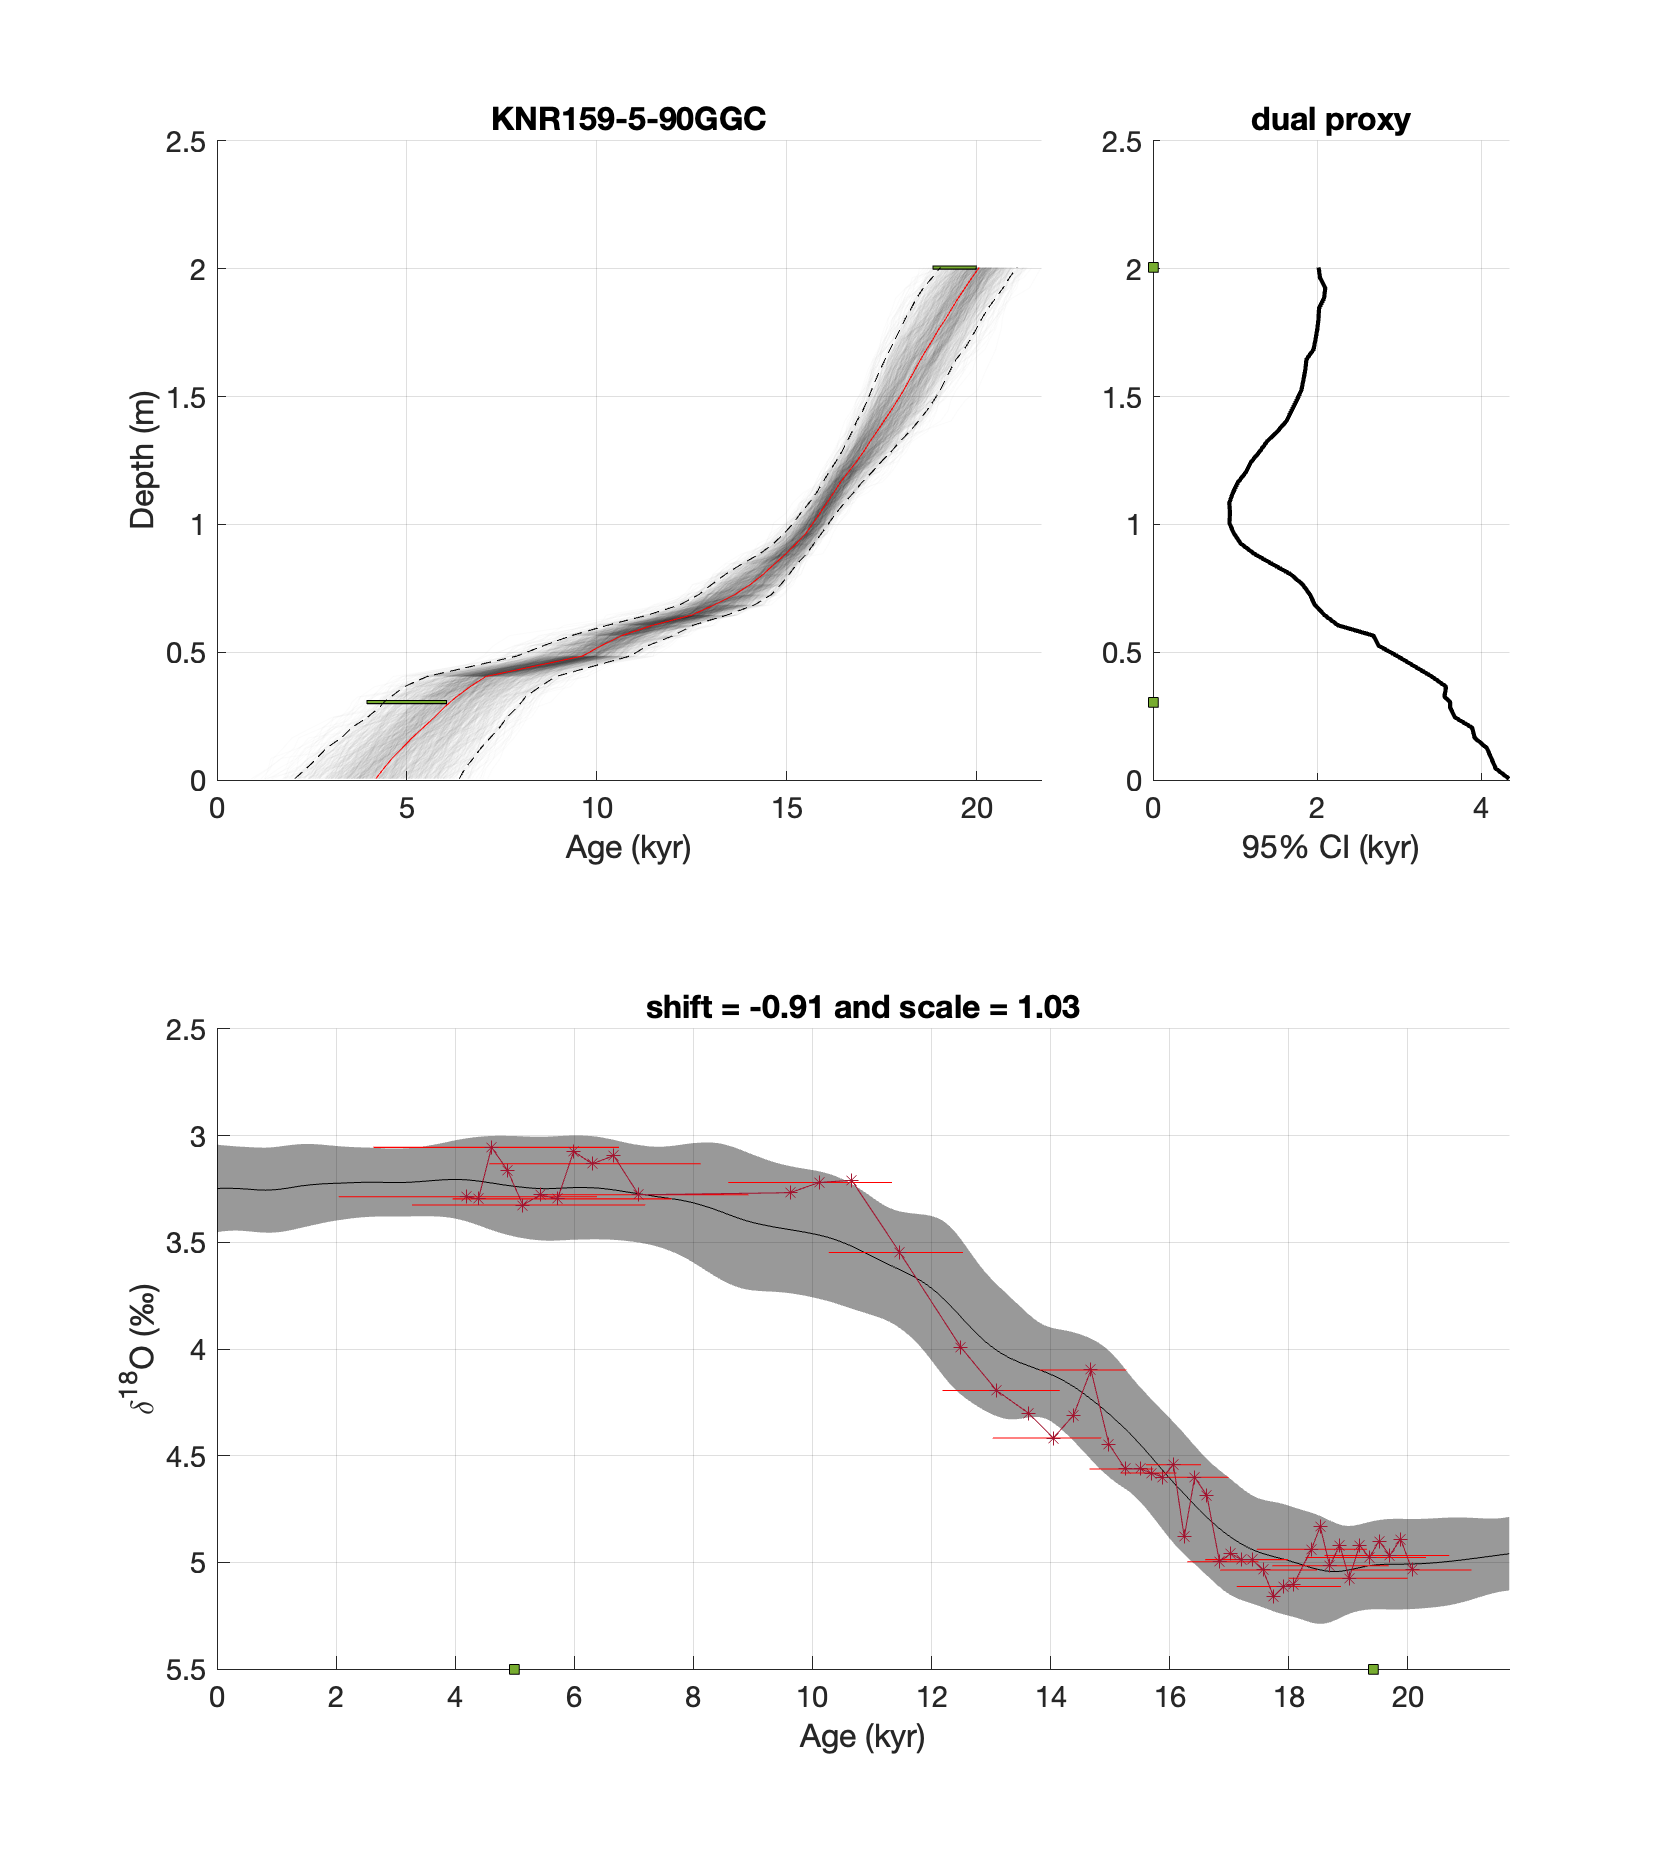 KNR159-5-90GGC
dual proxy
2.5
2
1.5
1
0.5
0
Depth (m)
0 5 10 15 20
Age (kyr)
2.5
2
1.5
1
0.5
0
0 2 4
95% CI (kyr)
shift = -0.91 and scale = 1.03
2.5
3
3.5
4
4.5
5
5.5
δ18O (‰)
0 2 4 6 8 10 12 14 16 18 20
Age (kyr)